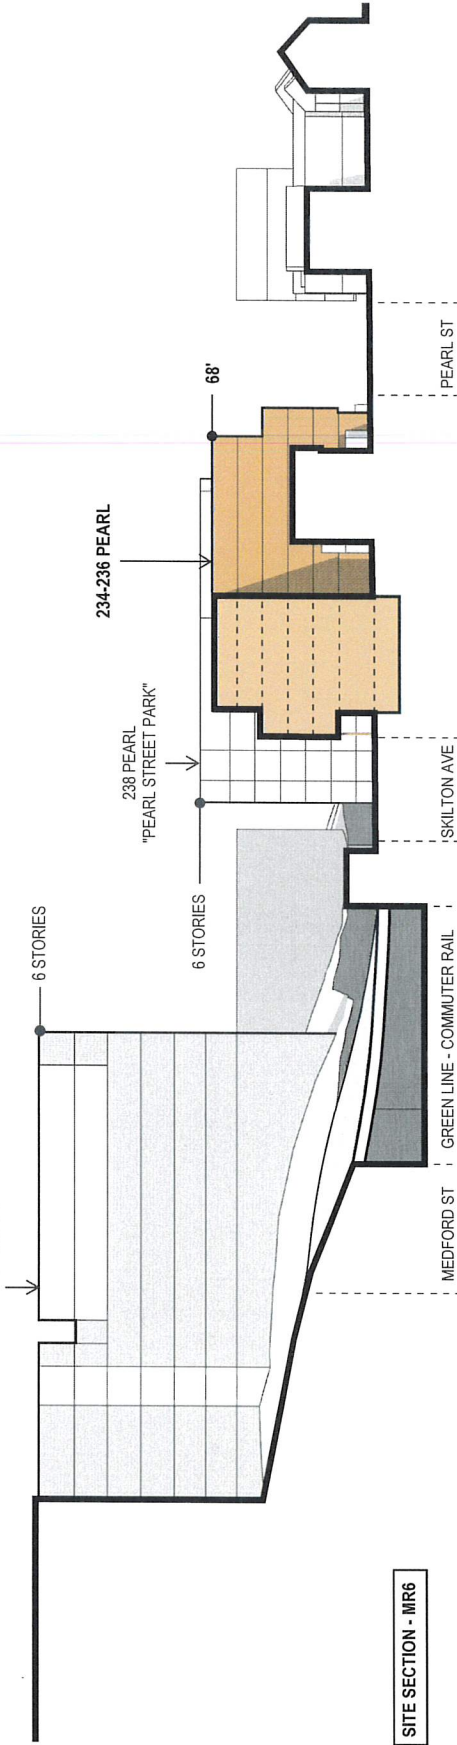 6 STORIES
238 PEARL
"PEARL STREET PARK"
6 STORIES
234-236 PEARL
68'
MEDFORD ST
GREEN LINE - COMMUTER RAIL
SKILTON AVE
PEARL ST
SITE SECTION - MR6